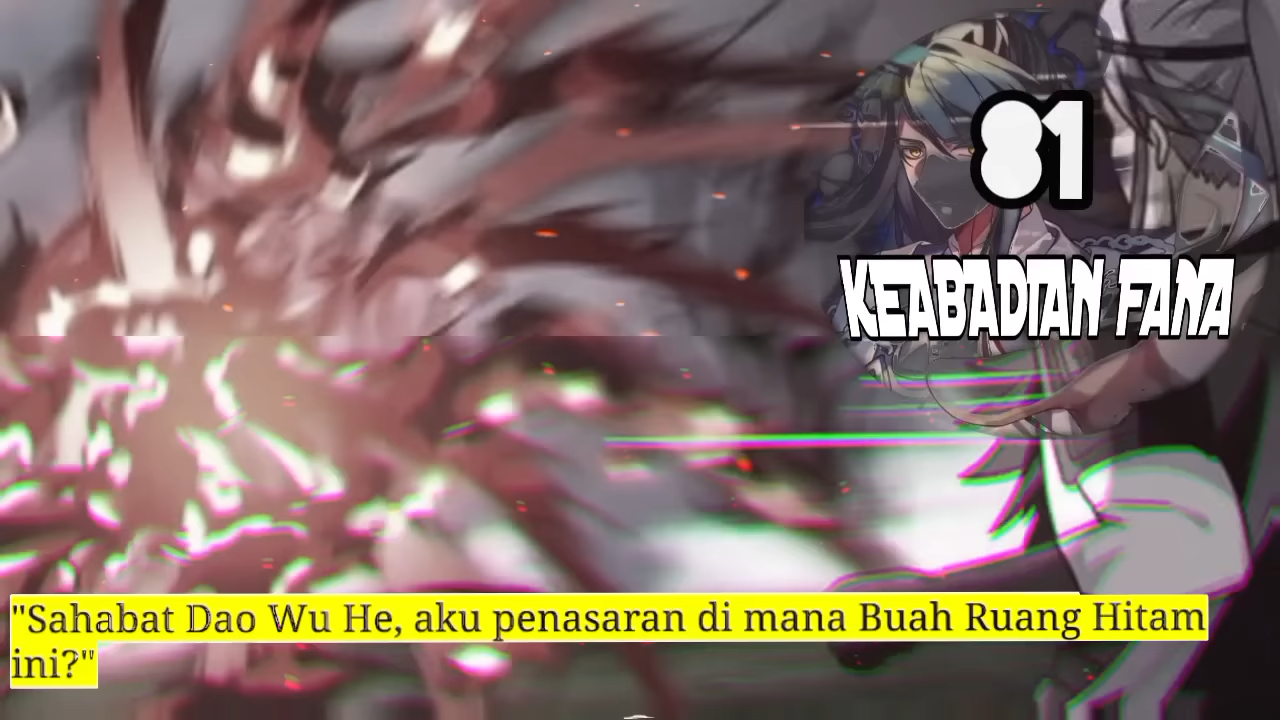 81
KEABADIAN FANA
"Sahabat Dao Wu He, aku penasaran di mana Buah Ruang Hitam
ini?"